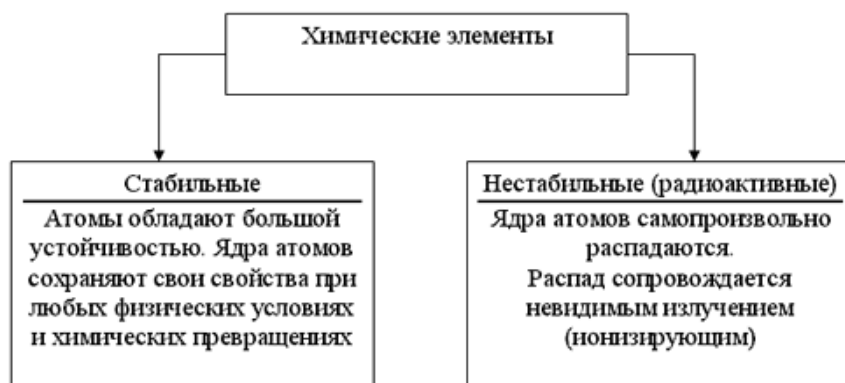 Химические элементы
Стабильные
Атомы обладают большой
устойчивостью. Ядра атомов
сохраняют свои свойства при
любых физических условиях
и химических превращениях
Нестабильные (радиоактивные)
Ядра атомов самопроизвольно
распадаются.
Распад сопровождается
невидимым излучением
(ионизирующим)